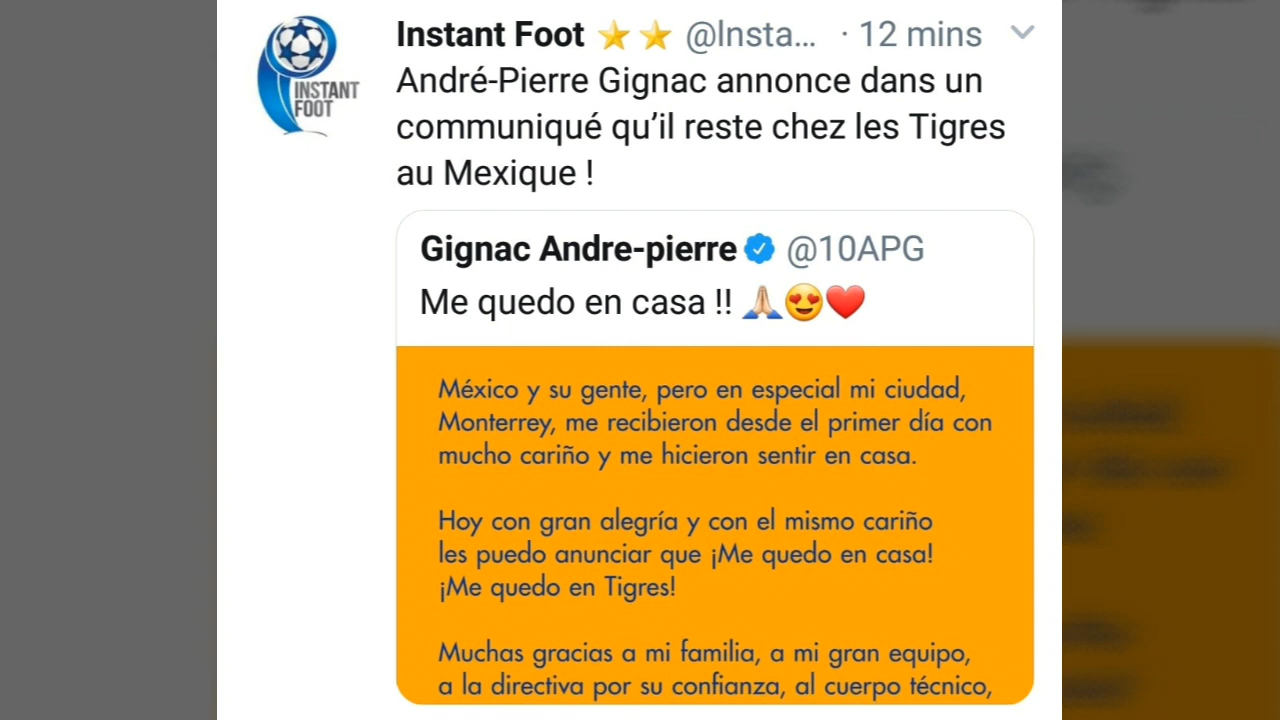 INSTANT
FOOT
Instant Foot ⭐⭐ @Insta... · 12 mins
André-Pierre Gignac annonce dans un
communiqué qu'il reste chez les Tigres
au Mexique !
Gignac Andre-pierre @10APG
Me quedo en casa !! 🙏🏼😍❤️
México y su gente, pero en especial mi ciudad,
Monterrey, me recibieron desde el primer día con
mucho cariño y me hicieron sentir en casa.
Hoy con gran alegría y con el mismo cariño
les puedo anunciar que ¡Me quedo en casa!
¡Me quedo en Tigres!
Muchas gracias a mi familia, a mi gran equipo,
a la directiva por su confianza, al cuerpo técnico,